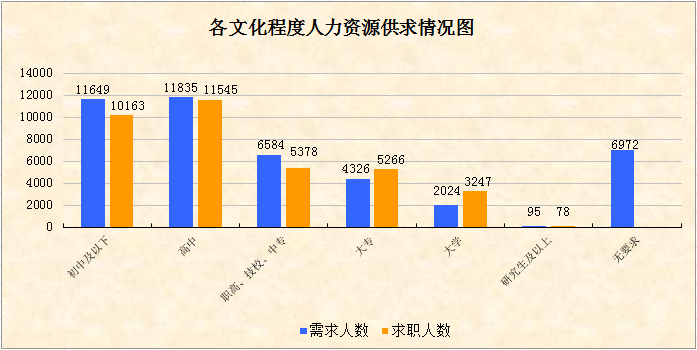 各文化程度人力资源供求情况图
14000
12000
10000
8000
6000
4000
2000
0
11649
10163
11835
11545
6584
5378
4326
5266
2024
3247
95
78
6972
初中及以下
高中
职高、技校、中专
大专
大学
研究生及以上
无要求
需求人数
求职人数